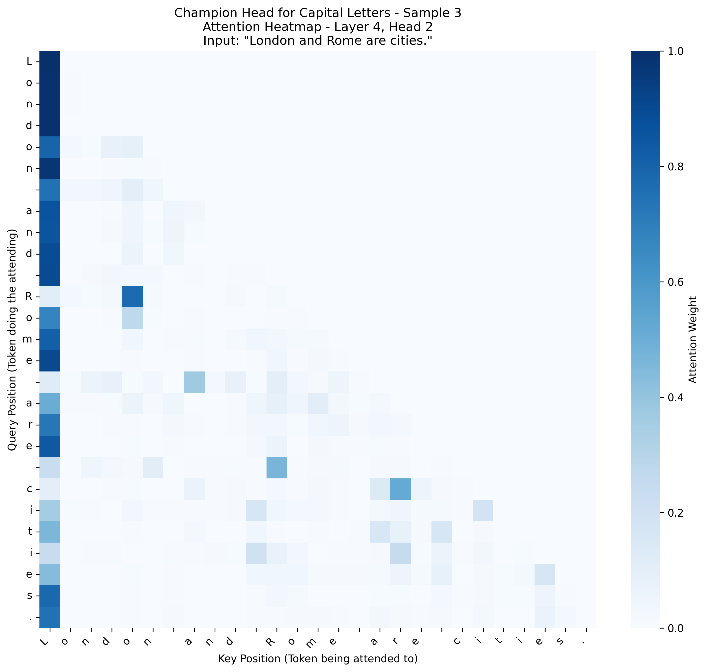 Champion Head for Capital Letters - Sample 3
Attention Heatmap - Layer 4, Head 2
Input: "London and Rome are cities."
Query Position (Token doing the attending)
L
o
n
d
o
n
a
n
d
R
o
m
e
a
r
e
c
i
t
i
e
s
.
L o n d o n a n d R o m e a r e c i t i e s .
Key Position (Token being attended to)
1.0
0.8
0.6
0.4
0.2
0.0
Attention Weight